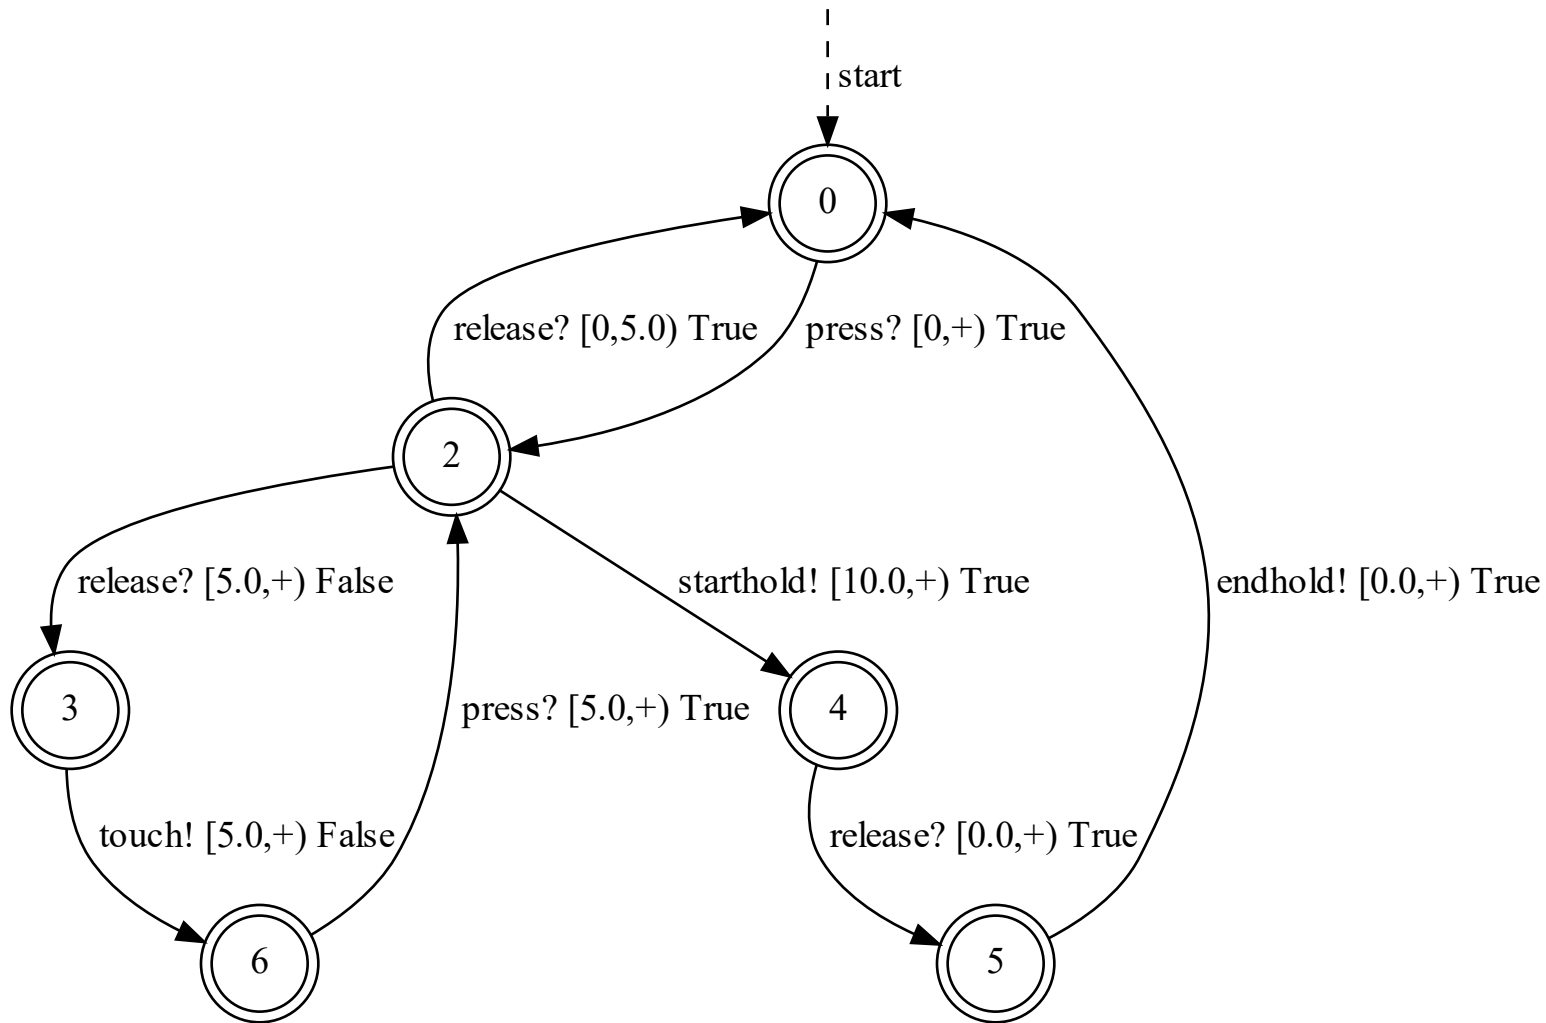 start
0
release? [0,5.0) True
press? [0,+) True
2
release? [5.0,+) False
starthold! [10.0,+) True
endhold! [0.0,+) True
3
press? [5.0,+) True
4
touch! [5.0,+) False
release? [0.0,+) True
6
5